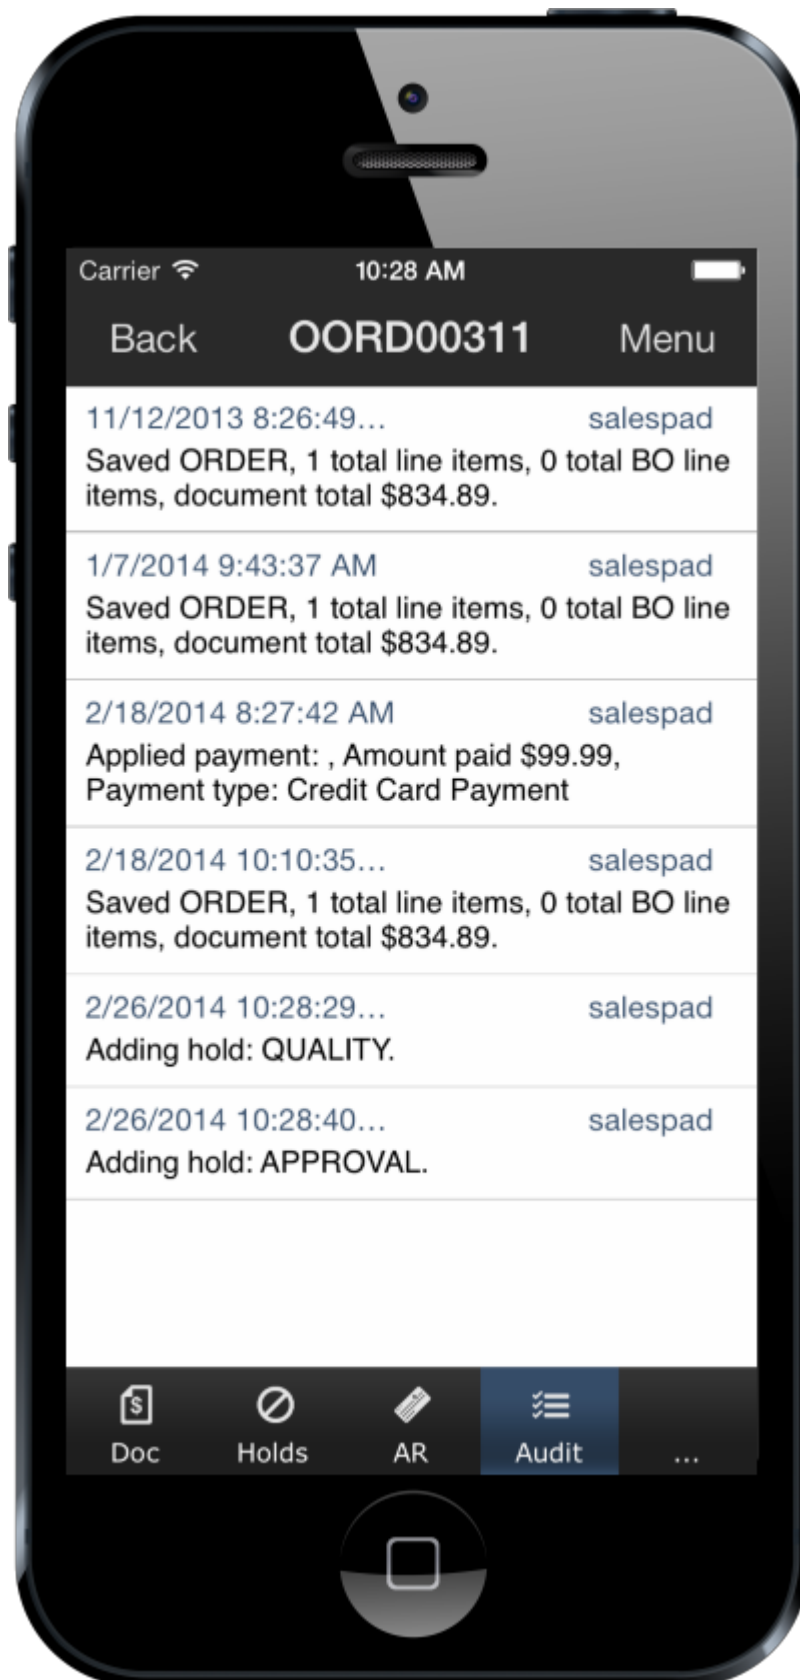 Carrier 10:28 AM
Back OORD00311 Menu
11/12/2013 8:26:49... salespad
Saved ORDER, 1 total line items, 0 total BO line
items, document total $834.89.
1/7/2014 9:43:37 AM salespad
Saved ORDER, 1 total line items, 0 total BO line
items, document total $834.89.
2/18/2014 8:27:42 AM salespad
Applied payment: , Amount paid $99.99,
Payment type: Credit Card Payment
2/18/2014 10:10:35... salespad
Saved ORDER, 1 total line items, 0 total BO line
items, document total $834.89.
2/26/2014 10:28:29... salespad
Adding hold: QUALITY.
2/26/2014 10:28:40... salespad
Adding hold: APPROVAL.
Doc Holds AR Audit ...